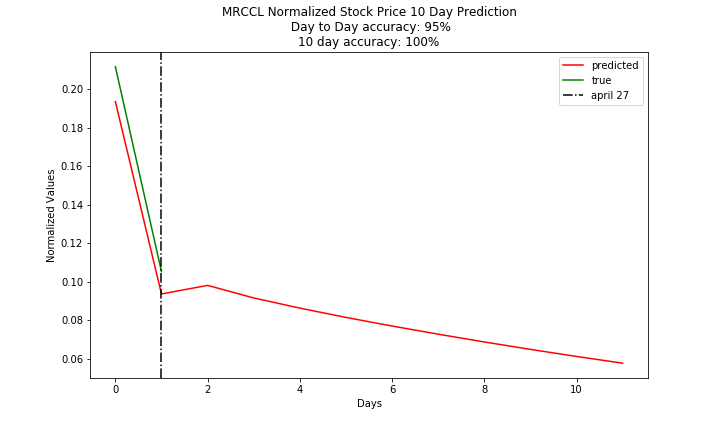 MRCCL Normalized Stock Price 10 Day Prediction
Day to Day accuracy: 95%
10 day accuracy: 100%
predicted
true
april 27
Normalized Values
0.20
0.18
0.16
0.14
0.12
0.10
0.08
0.06
0 2 4 6 8 10
Days